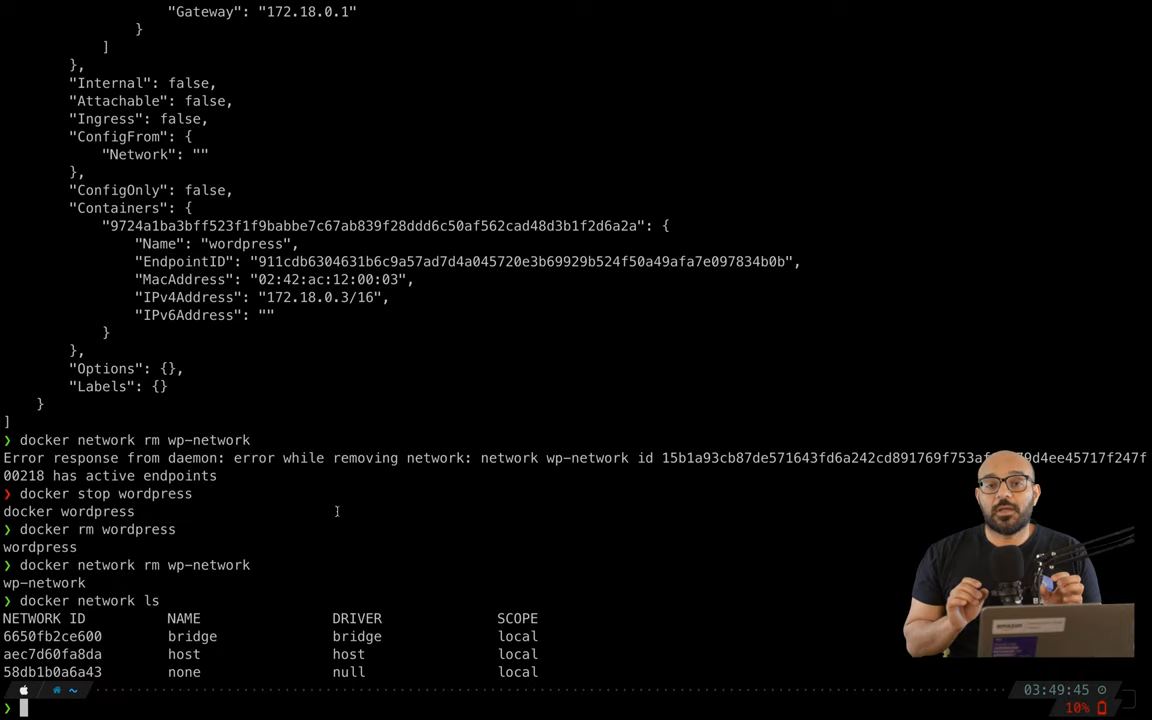 "Gateway": "172.18.0.1"
}
]
},
"Internal": false,
"Attachable": false,
"Ingress": false,
"ConfigFrom": {
"Network": ""
},
"ConfigOnly": false,
"Containers": {
"9724a1ba3bff523f1f9babbe7c67ab839f28ddd6c50af562cad48d3b1f2d6a2a": {
"Name": "wordpress",
"EndpointID": "911cdb6304631b6c9a57ad7d4a045720e3b69929b524f50a49afa7e097834b0b",
"MacAddress": "02:42:ac:12:00:03",
"IPv4Address": "172.18.0.3/16",
"IPv6Address": ""
}
},
"Options": {},
"Labels": {}
}
]
❯ docker network rm wp-network
Error response from daemon: error while removing network: network wp-network id
00218 has active endpoints
❯ docker stop wordpress
docker wordpress
❯ docker rm wordpress
wordpress
❯ docker network rm wp-network
wp-network
❯ docker network ls
NETWORK ID NAME DRIVER SCOPE
6650fb2ce600 bridge bridge local
aec7d60fa8da host host local
58db1b0a6a43 none null local
~ 03:49:45
10%
❯